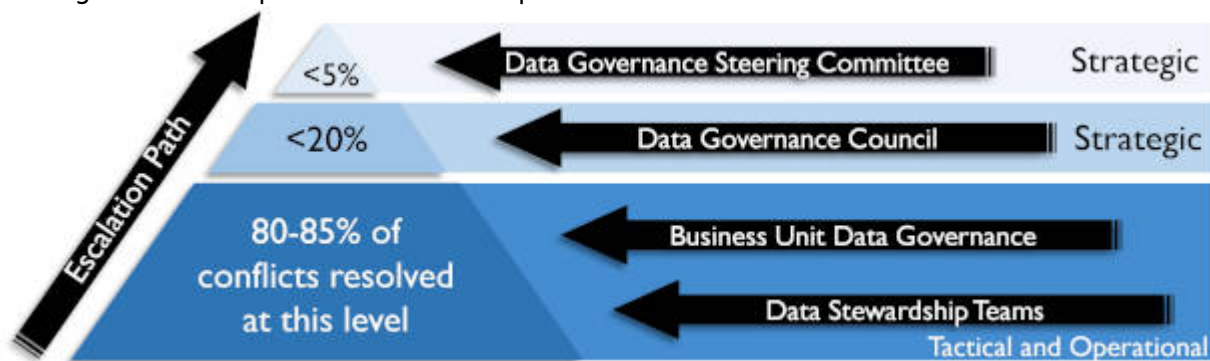 <5%
Data Governance Steering Committee
Strategic
<20%
Data Governance Council
Strategic
Escalation Path
80-85% of
conflicts resolved
at this level
Business Unit Data Governance
Data Stewardship Teams
Tactical and Operational